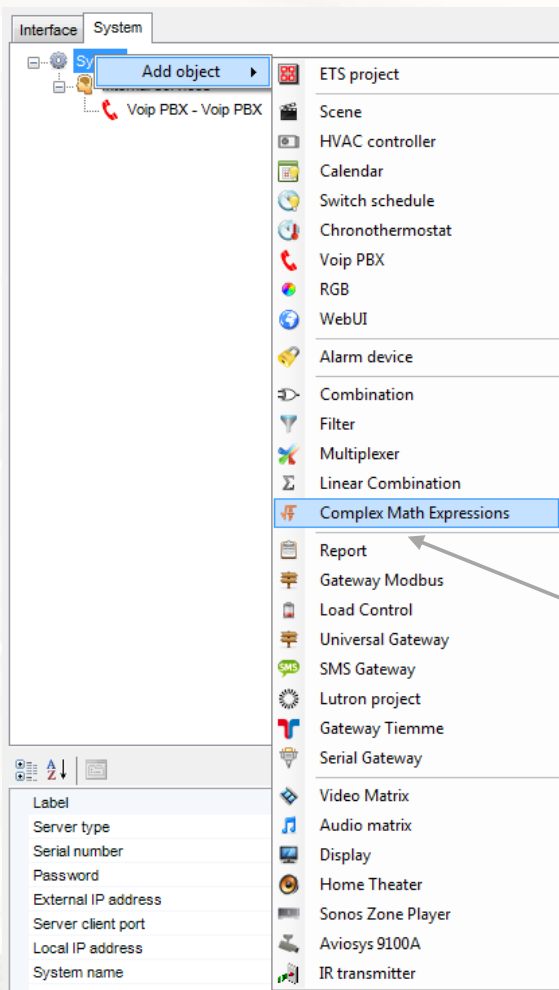 Interface System
Sy
Add object
Voip PBX - Voip PBX
ETS project
Scene
HVAC controller
Calendar
Switch schedule
Chronothermostat
Voip PBX
RGB
WebUI
Alarm device
Combination
Filter
Multiplexer
Linear Combination
Complex Math Expressions
Report
Gateway Modbus
Load Control
Universal Gateway
SMS Gateway
Lutron project
Gateway Tiemme
Serial Gateway
Video Matrix
Audio matrix
Display
Home Theater
Sonos Zone Player
Aviosys 9100A
IR transmitter
Label
Server type
Serial number
Password
External IP address
Server client port
Local IP address
System name